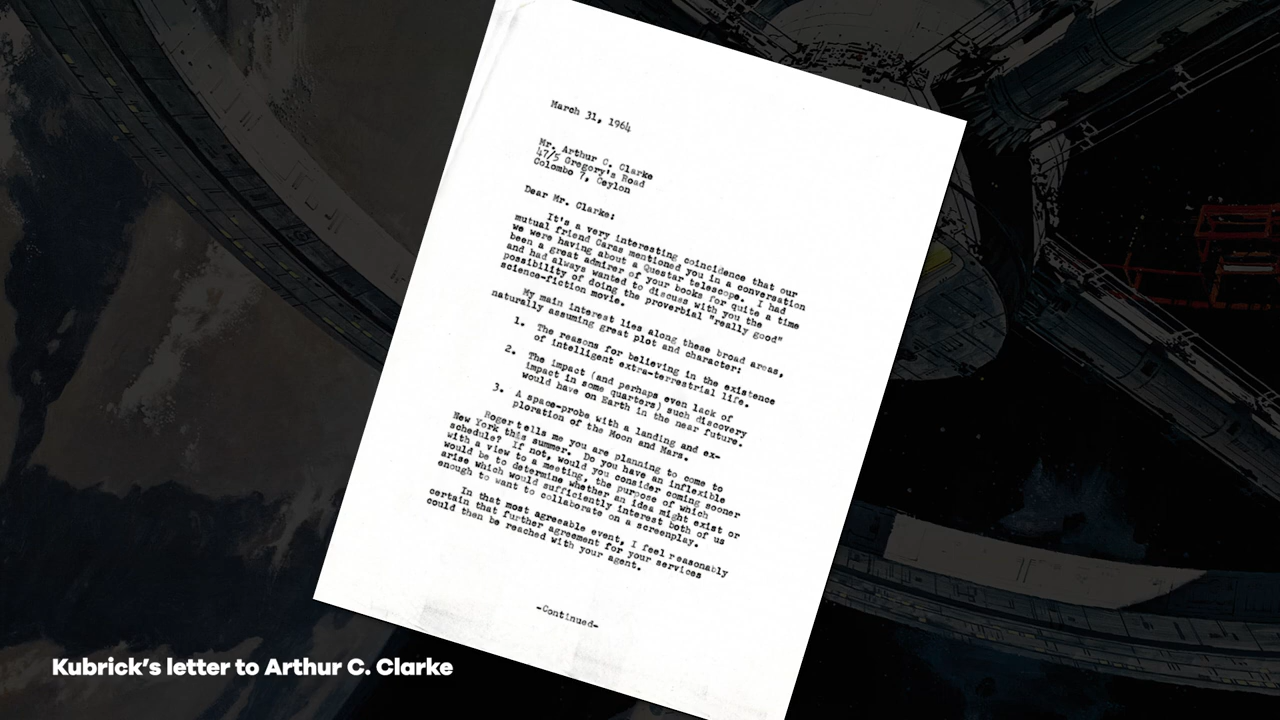 March 31, 1964
Mr. Arthur C. Clarke
47/5 Gregory's Road
Colombo 7, Ceylon
Dear Mr. Clarke:
It's a very interesting coincidence that our
mutual friend Caras mentioned you in a conversation
we were having about a Questar telescope. I had
been a great admirer of your books for quite a time
and had always wanted to discuss with you the
possibility of doing the proverbial "really good"
science-fiction movie.
My main interest lies along these broad areas,
naturally assuming great plot and character:
1. The reasons for believing in the existence
of intelligent extra-terrestrial life.
2. The impact (and perhaps even lack of
impact in some quarters) such discovery
would have on Earth in the near future.
3. A space-probe with a landing and ex-
ploration of the Moon and Mars.
Roger tells me you are planning to come to
New York this summer. Do you have an inflexible
schedule? If not, would you consider coming sooner
with a view to a meeting, the purpose of which
would be to determine whether an idea might exist or
arise which would sufficiently interest both of us
enough to want to collaborate on a screenplay.
In that most agreeable event, I feel reasonably
certain that further agreement for your services
could then be reached with your agent.
-Continued-
Kubrick's letter to Arthur C. Clarke